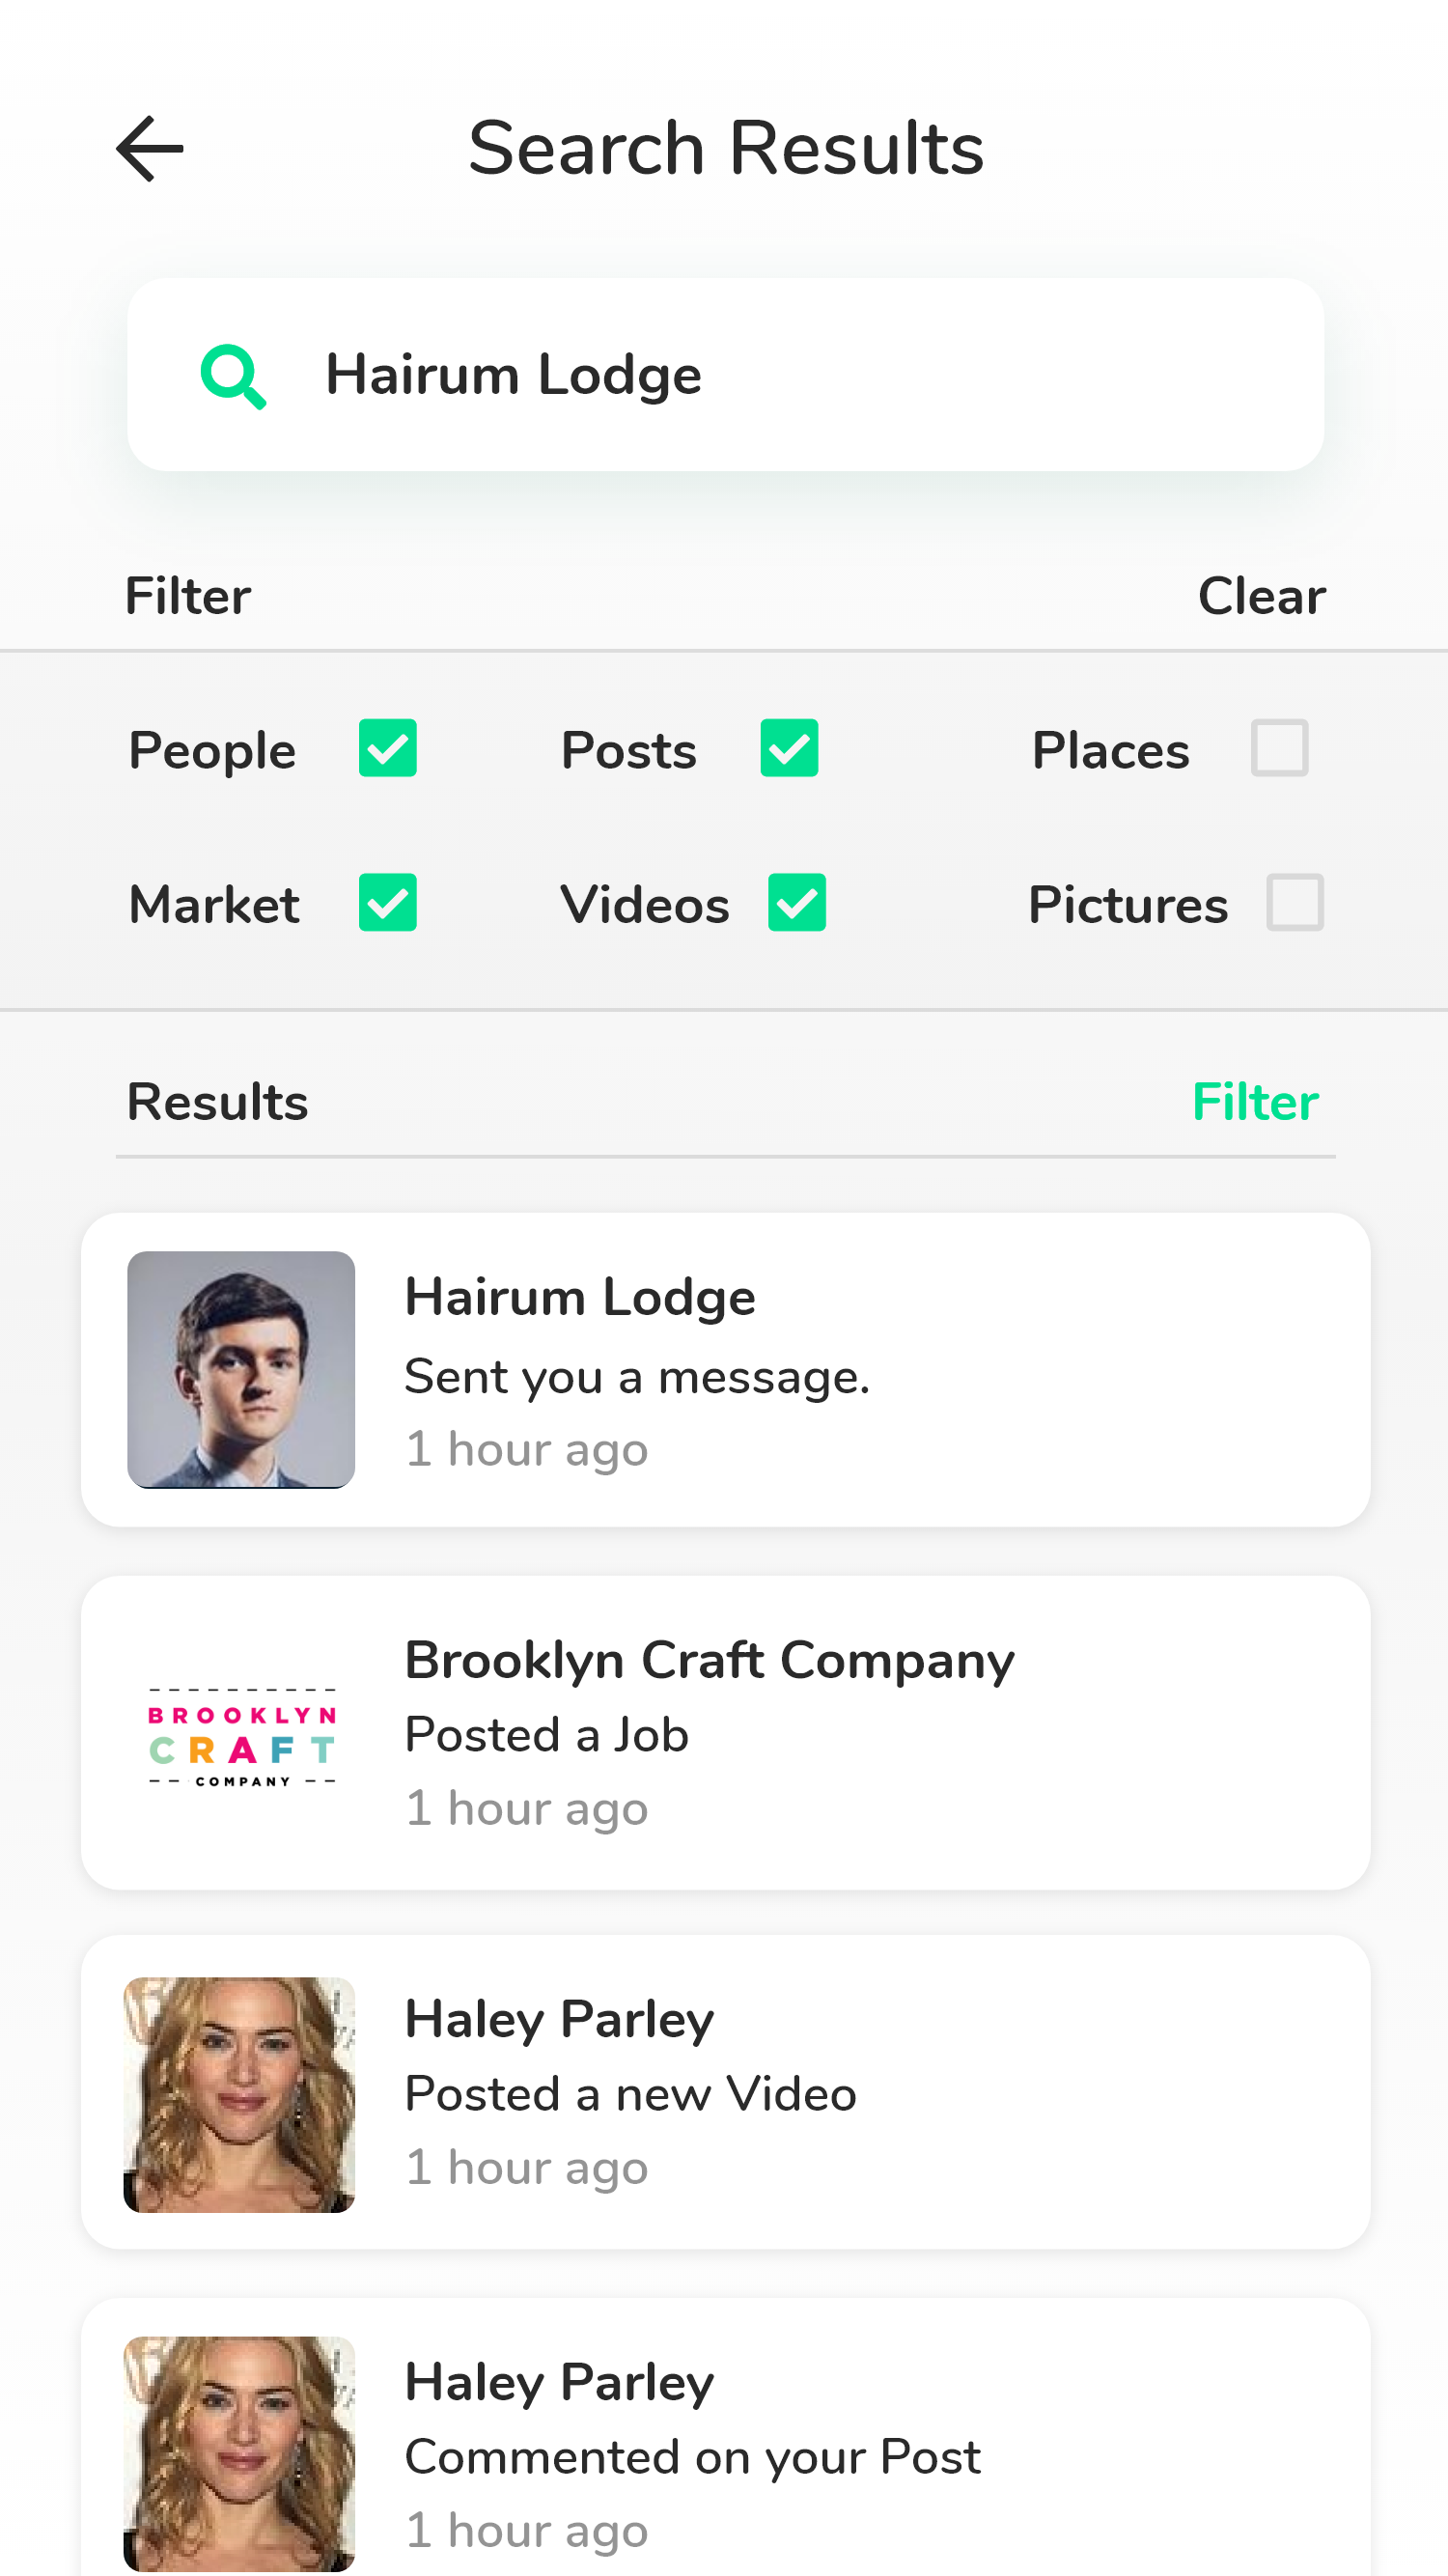 Search Results
Hairum Lodge
Filter Clear
People Posts Places
Market Videos Pictures
Results Filter
Hairum Lodge
Sent you a message.
1 hour ago
BROOKLYN
CRAFT
COMPANY
Brooklyn Craft Company
Posted a Job
1 hour ago
Haley Parley
Posted a new Video
1 hour ago
Haley Parley
Commented on your Post
1 hour ago